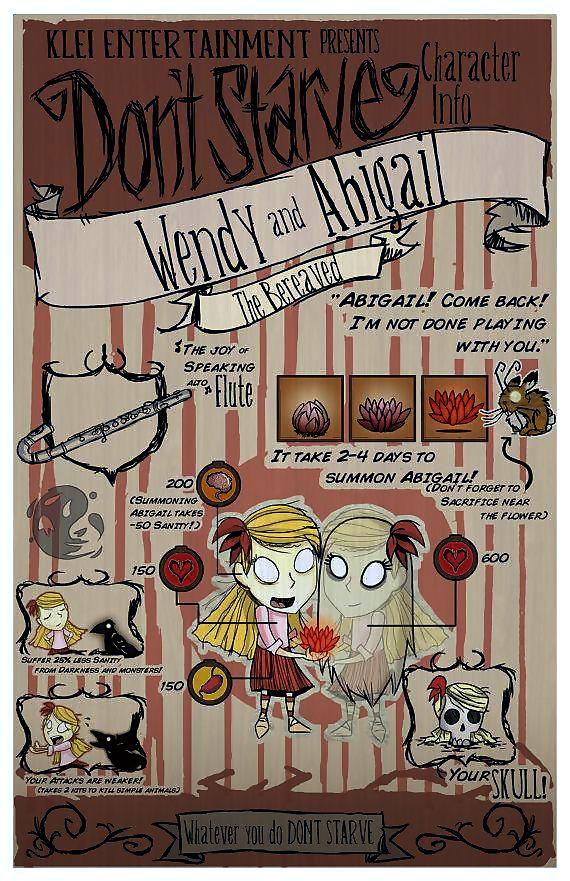 KLEI ENTERTAINMENT PRESENTS
Don't Starve
Character
Info
Wendy and Abigail
The Bereaved
"ABIGAIL! COME BACK!
I'M NOT DONE PLAYING
WITH YOU."
THE JOY OF
SPEAKING
ALTO Flute
IT TAKE 2-4 DAYS TO
SUMMON ABIGAIL!
(DON'T FORGET TO
SACRIFICE NEAR
THE FLOWER)
200
(SUMMONING
ABIGAIL TAKES
-50 SANITY!)
150
600
SUFFER 25% LESS SANITY
FROM DARKNESS AND MONSTERS!
150
YOUR ATTACKS ARE WEAKER!
(TAKES 2 HITS TO KILL SIMPLE ANIMALS)
YOUR SKULL!
Whatever you do DONT STARVE